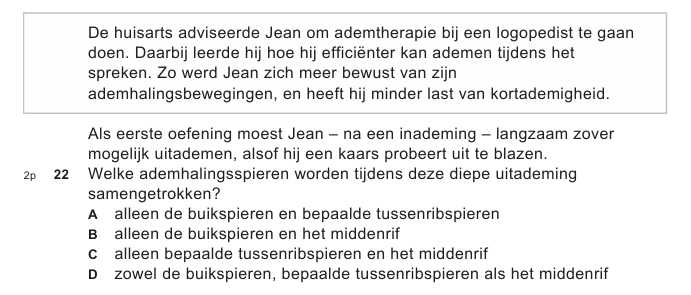 De huisarts adviseerde Jean om ademtherapie bij een logopedist te gaan
doen. Daarbij leerde hij hoe hij efficiënter kan ademen tijdens het
spreken. Zo werd Jean zich meer bewust van zijn
ademhalingsbewegingen, en heeft hij minder last van kortademigheid.
Als eerste oefening moest Jean – na een inademing – langzaam zover
mogelijk uitademen, alsof hij een kaars probeert uit te blazen.
2p 22 Welke ademhalingsspieren worden tijdens deze diepe uitademing
samengetrokken?
A alleen de buikspieren en bepaalde tussenribspieren
B alleen de buikspieren en het middenrif
C alleen bepaalde tussenribspieren en het middenrif
D zowel de buikspieren, bepaalde tussenribspieren als het middenrif